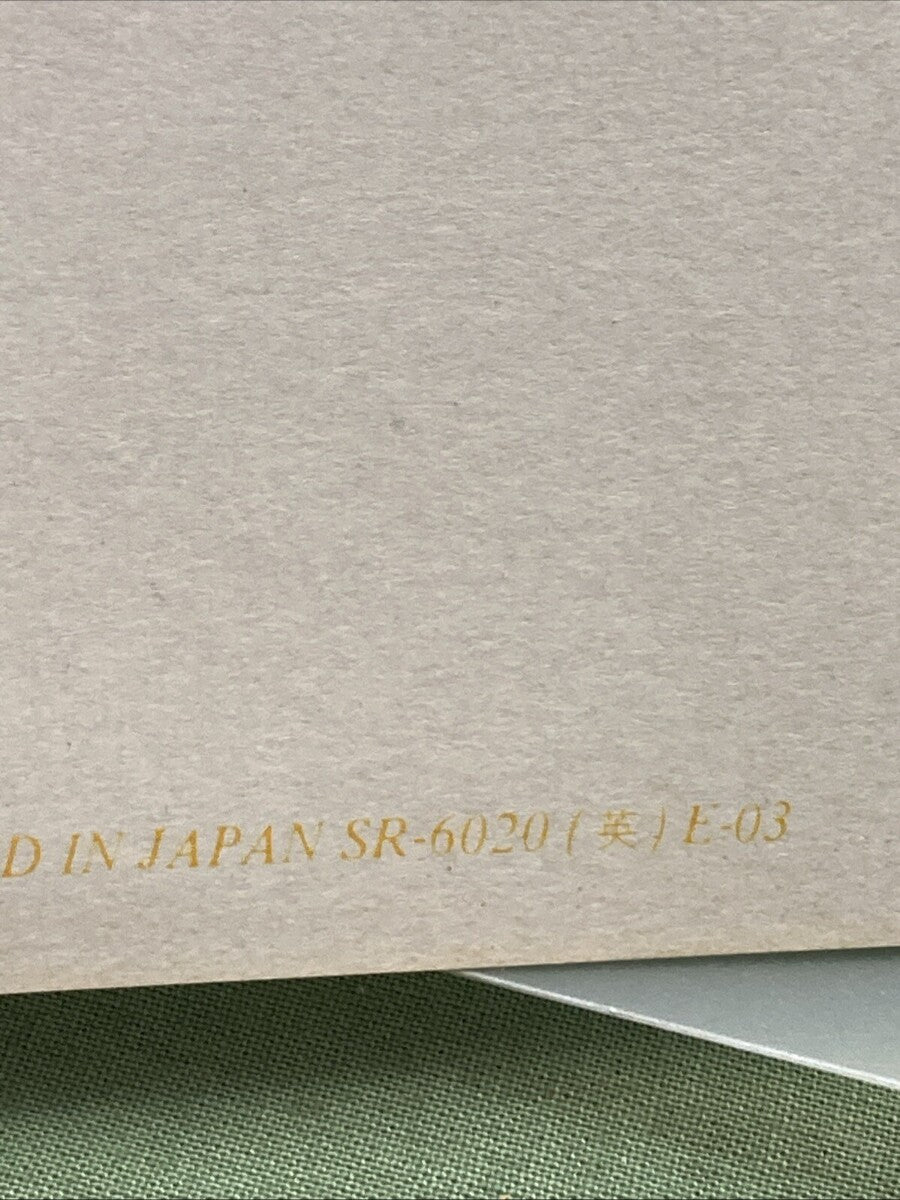 D IN JAPAN SR-6020 (英) E-03